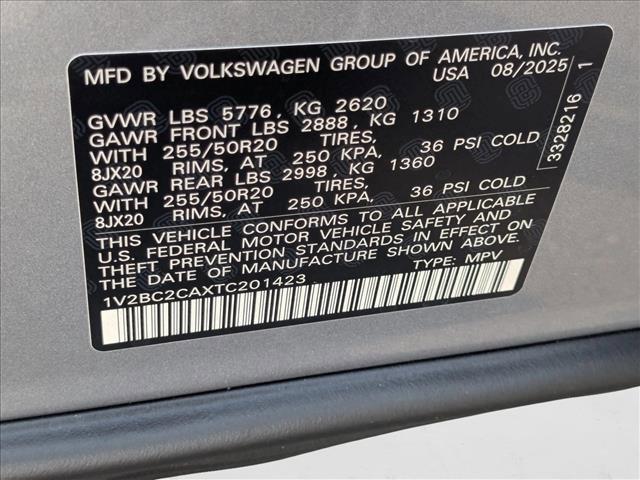 MFD BY VOLKSWAGEN GROUP OF AMERICA, INC.
USA 08/2025
GVWR LBS 5776, KG 2620
GAWR FRONT LBS 2888, KG 1310
WITH 255/50R20 TIRES,
8JX20 RIMS, AT 250 KPA, 36 PSI COLD
GAWR REAR LBS 2998, KG 1360
WITH 255/50R20 TIRES,
8JX20 RIMS, AT 250 KPA, 36 PSI COLD
THIS VEHICLE CONFORMS TO ALL APPLICABLE
U.S. FEDERAL MOTOR VEHICLE SAFETY AND
THEFT PREVENTION STANDARDS IN EFFECT ON
THE DATE OF MANUFACTURE SHOWN ABOVE.
1V2BC2CAXTC201423 TYPE: MPV
3328216 1